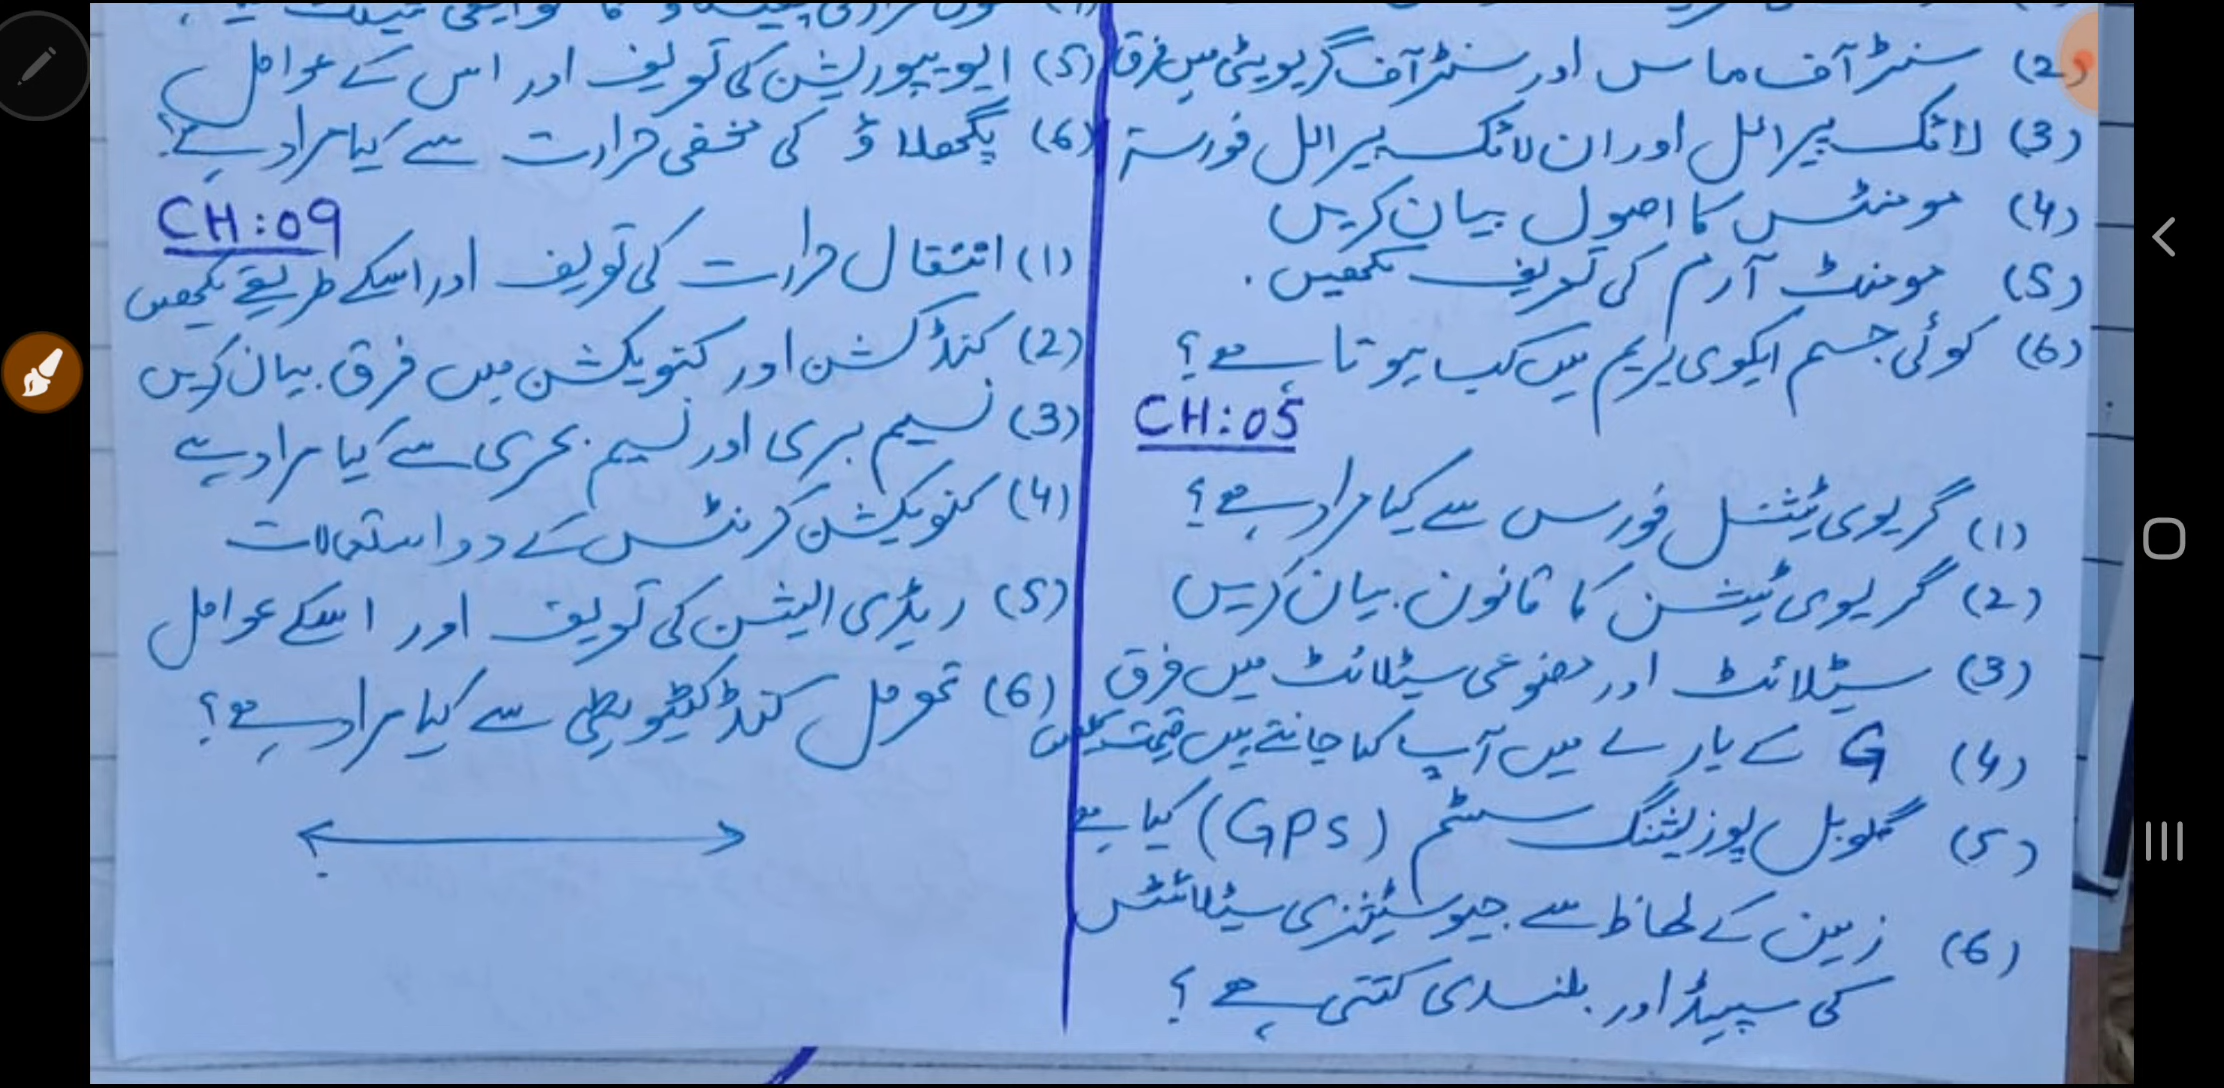 (2) سنٹر آف ماس اور سنٹر آف گریویٹی میں فرق
(3) لائک پیرالل اور ان لائک پیرالل فورسز
(4) مومنٹس کا اصول بیان کریں
(5) مومنٹ آرم کی تعریف لکھیں.
(6) کوئی جسم ایکوی لبریم میں کب ہوتا ہے؟
CH:05
(1) گریوی ٹیشنل فورس سے کیا مراد ہے؟
(2) گریوی ٹیشن کا قانون بیان کریں
(3) سیٹلائٹ اور مصنوعی سیٹلائٹ میں فرق
(4) G کے بارے میں آپ کیا جانتے ہیں قیمت لکھیں
(5) گلوبل پوزیشننگ سسٹم (GPS) کیا ہے
(6) زمین کے لحاظ سے جیوسٹیشنری سیٹلائٹس
کی سپیڈ اور بلندی کتنی ہے؟
(5) ایویپوریشن کی تعریف اور اس کے عوامل
(6) پگھلاؤ کی مخفی حرارت سے کیا مراد ہے؟
CH:09
(1) انتقال حرارت کی تعریف اور اسکے طریقے لکھیں
(2) کنڈکشن اور کنویکشن میں فرق بیان کریں
(3) نسیم بری اور نسیم بحری سے کیا مراد ہے
(4) کنویکشن کرنٹس کے دو استعمالات
(5) ریڈی ایشن کی تعریف اور اسکے عوامل
(6) تھرمل کنڈکٹیویٹی سے کیا مراد ہے؟